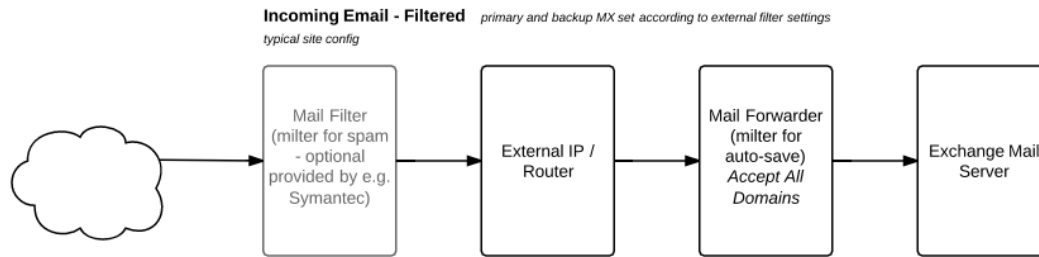 Incoming Email - Filtered primary and backup MX set according to external filter settings
typical site config
Mail Filter
(milter for spam
- optional
provided by e.g.
Symantec)
External IP /
Router
Mail Forwarder
(milter for
auto-save)
Accept All
Domains
Exchange Mail
Server